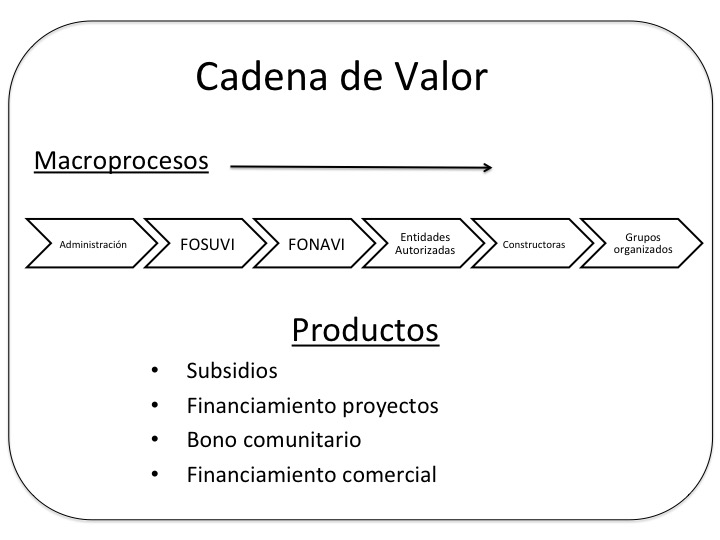 Cadena de Valor
Macroprocesos
Administración
FOSUVI
FONAVI
Entidades
Autorizadas
Constructoras
Grupos
organizados
Productos
• Subsidios
• Financiamiento proyectos
• Bono comunitario
• Financiamiento comercial